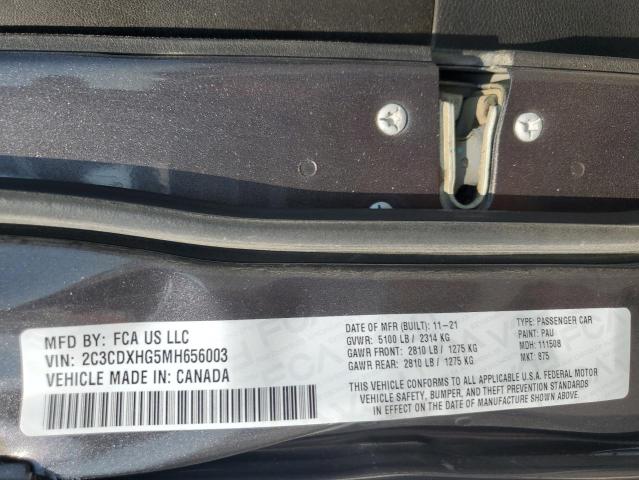 MFD BY: FCA US LLC
VIN: 2C3CDXHG5MH656003
VEHICLE MADE IN: CANADA
DATE OF MFR (BUILT): 11-21
GVWR: 5100 LB / 2314 KG
GAWR FRONT: 2810 LB / 1275 KG
GAWR REAR: 2810 LB / 1275 KG
TYPE: PASSENGER CAR
PAINT: PAU
MDH: 111508
MKT: 875
THIS VEHICLE CONFORMS TO ALL APPLICABLE U.S.A. FEDERAL MOTOR
VEHICLE SAFETY, BUMPER, AND THEFT PREVENTION STANDARDS
IN EFFECT ON THE DATE OF MANUFACTURE SHOWN ABOVE.